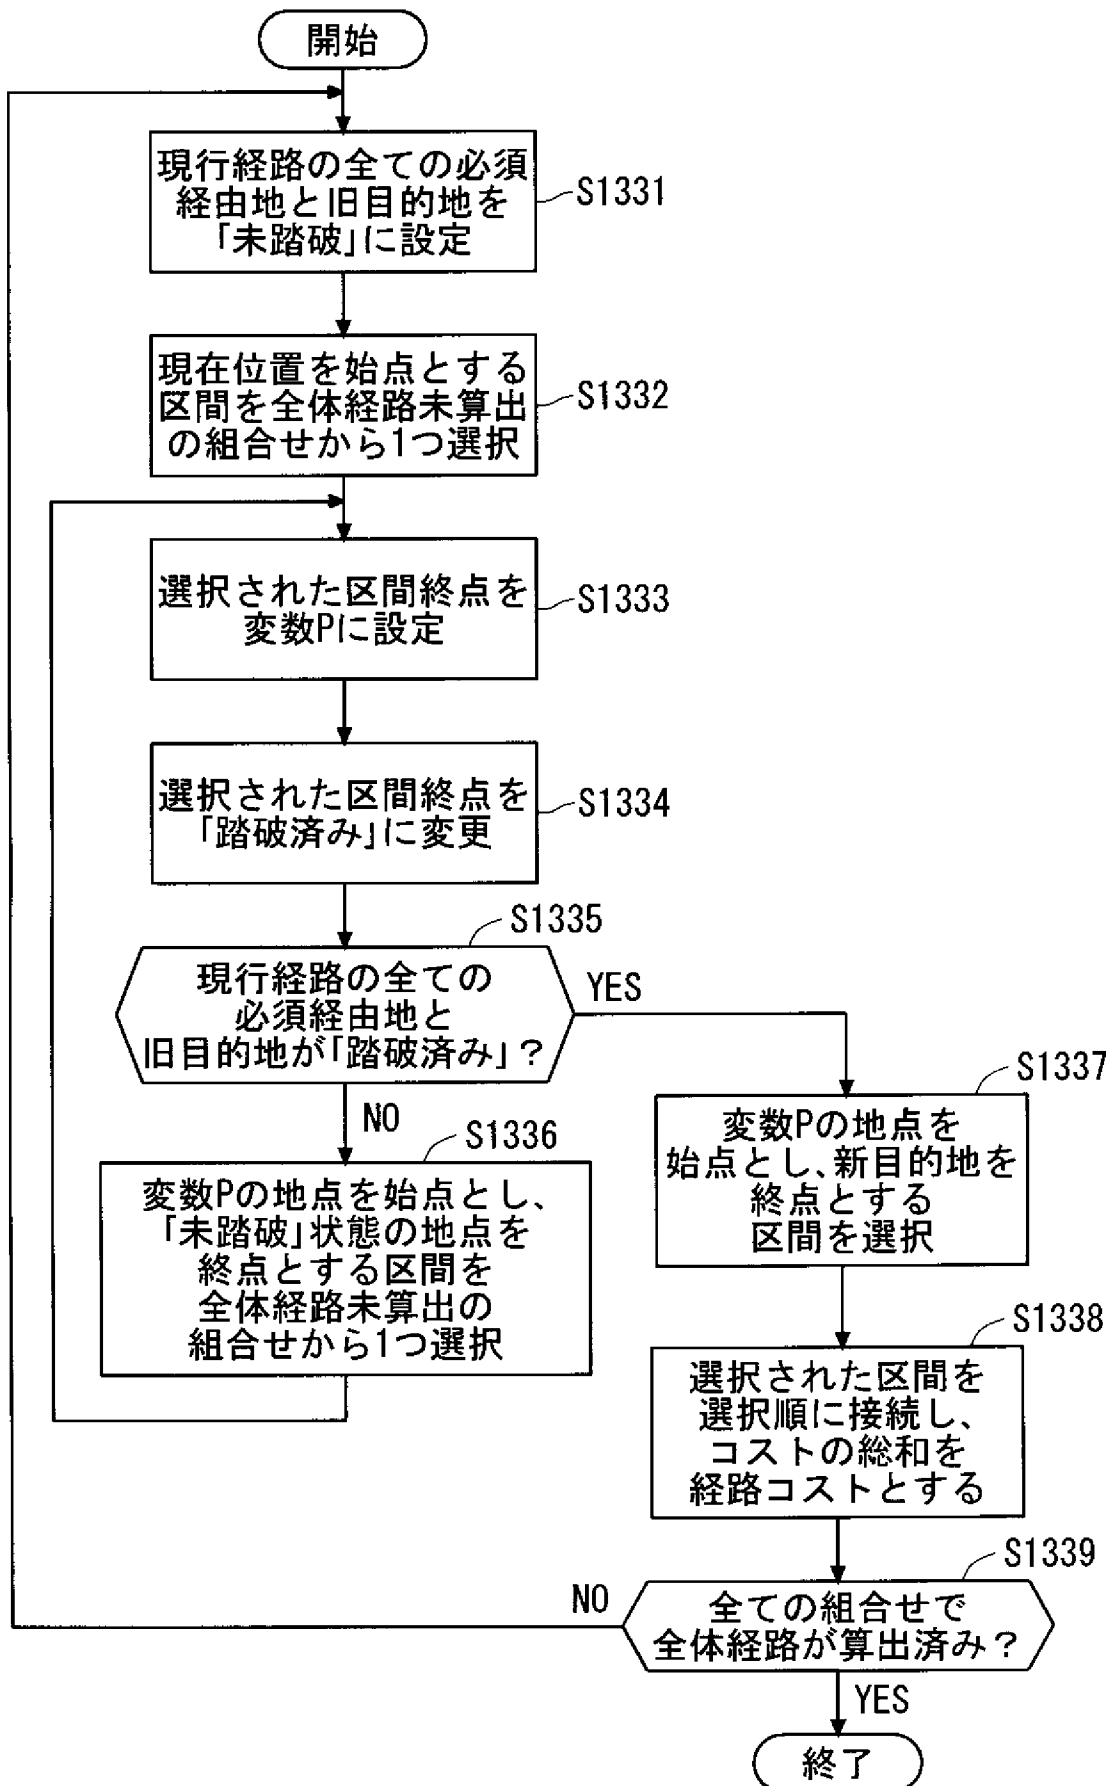 開始
現行経路の全ての必須
経由地と旧目的地を
「未踏破」に設定
S1331
現在位置を始点とする
区間を全体経路未算出
の組合せから1つ選択
S1332
選択された区間終点を
変数Pに設定
S1333
選択された区間終点を
「踏破済み」に変更
S1334
S1335
現行経路の全ての
必須経由地と
旧目的地が「踏破済み」？
YES
NO
S1336
変数Pの地点を始点とし、
「未踏破」状態の地点を
終点とする区間を
全体経路未算出の
組合せから1つ選択
S1337
変数Pの地点を
始点とし、新目的地を
終点とする
区間を選択
S1338
選択された区間を
選択順に接続し、
コストの総和を
経路コストとする
S1339
NO
全ての組合せで
全体経路が算出済み？
YES
終了